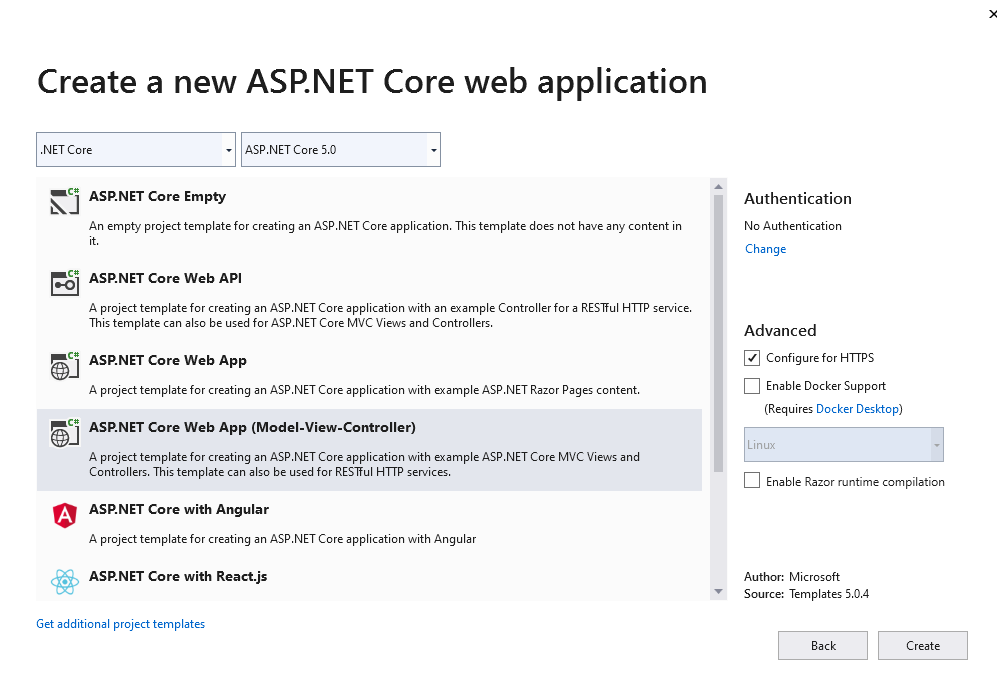 Create a new ASP.NET Core web application
.NET Core
ASP.NET Core 5.0
C#
ASP.NET Core Empty
An empty project template for creating an ASP.NET Core application. This template does not have any content in
it.
C#
ASP.NET Core Web API
A project template for creating an ASP.NET Core application with an example Controller for a RESTful HTTP service.
This template can also be used for ASP.NET Core MVC Views and Controllers.
C#
ASP.NET Core Web App
A project template for creating an ASP.NET Core application with example ASP.NET Razor Pages content.
C#
ASP.NET Core Web App (Model-View-Controller)
A project template for creating an ASP.NET Core application with example ASP.NET Core MVC Views and
Controllers. This template can also be used for RESTful HTTP services.
A
ASP.NET Core with Angular
A project template for creating an ASP.NET Core application with Angular
ASP.NET Core with React.js
Get additional project templates
Authentication
No Authentication
Change
Advanced
Configure for HTTPS
Enable Docker Support
(Requires Docker Desktop)
Linux
Enable Razor runtime compilation
Author: Microsoft
Source: Templates 5.0.4
Back
Create